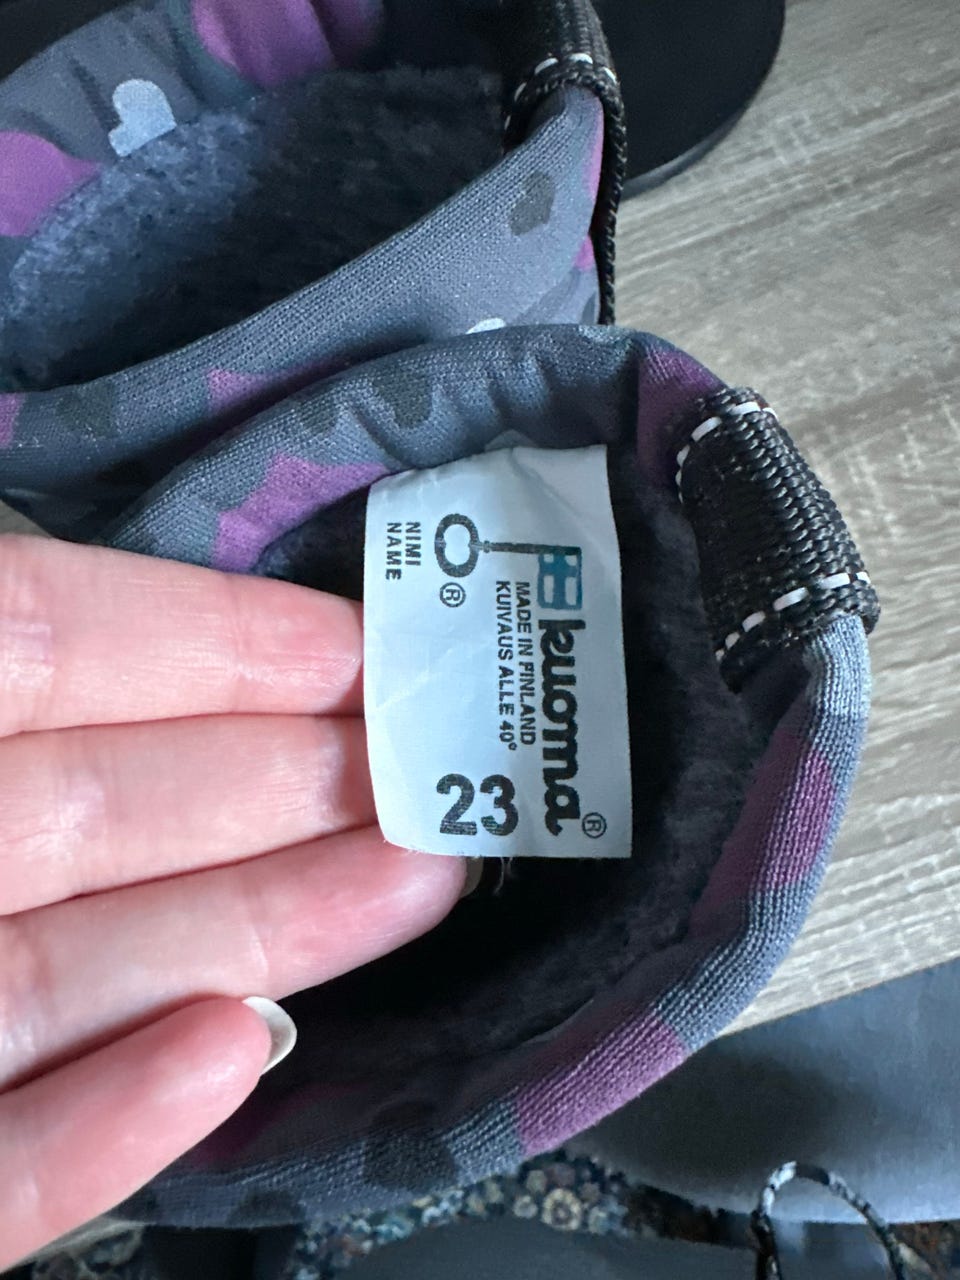 kuoma®
MADE IN FINLAND
KUIVAUS ALLE 40°
®
NIMI
NAME
23